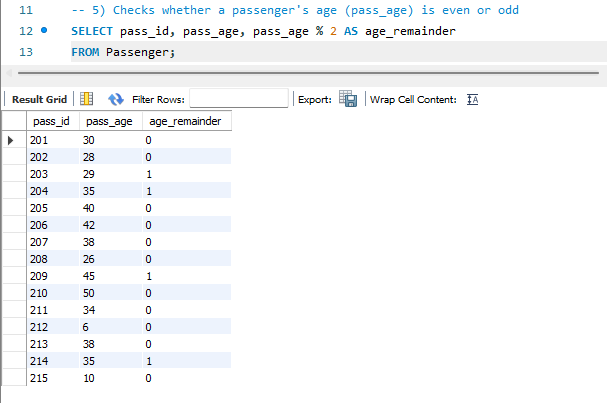 11 -- 5) Checks whether a passenger's age (pass_age) is even or odd
12 SELECT pass_id, pass_age, pass_age % 2 AS age_remainder
13 FROM Passenger;
Result Grid Filter Rows: Export: Wrap Cell Content: IA
pass_id pass_age age_remainder
201 30 0
202 28 0
203 29 1
204 35 1
205 40 0
206 42 0
207 38 0
208 26 0
209 45 1
210 50 0
211 34 0
212 6 0
213 38 0
214 35 1
215 10 0